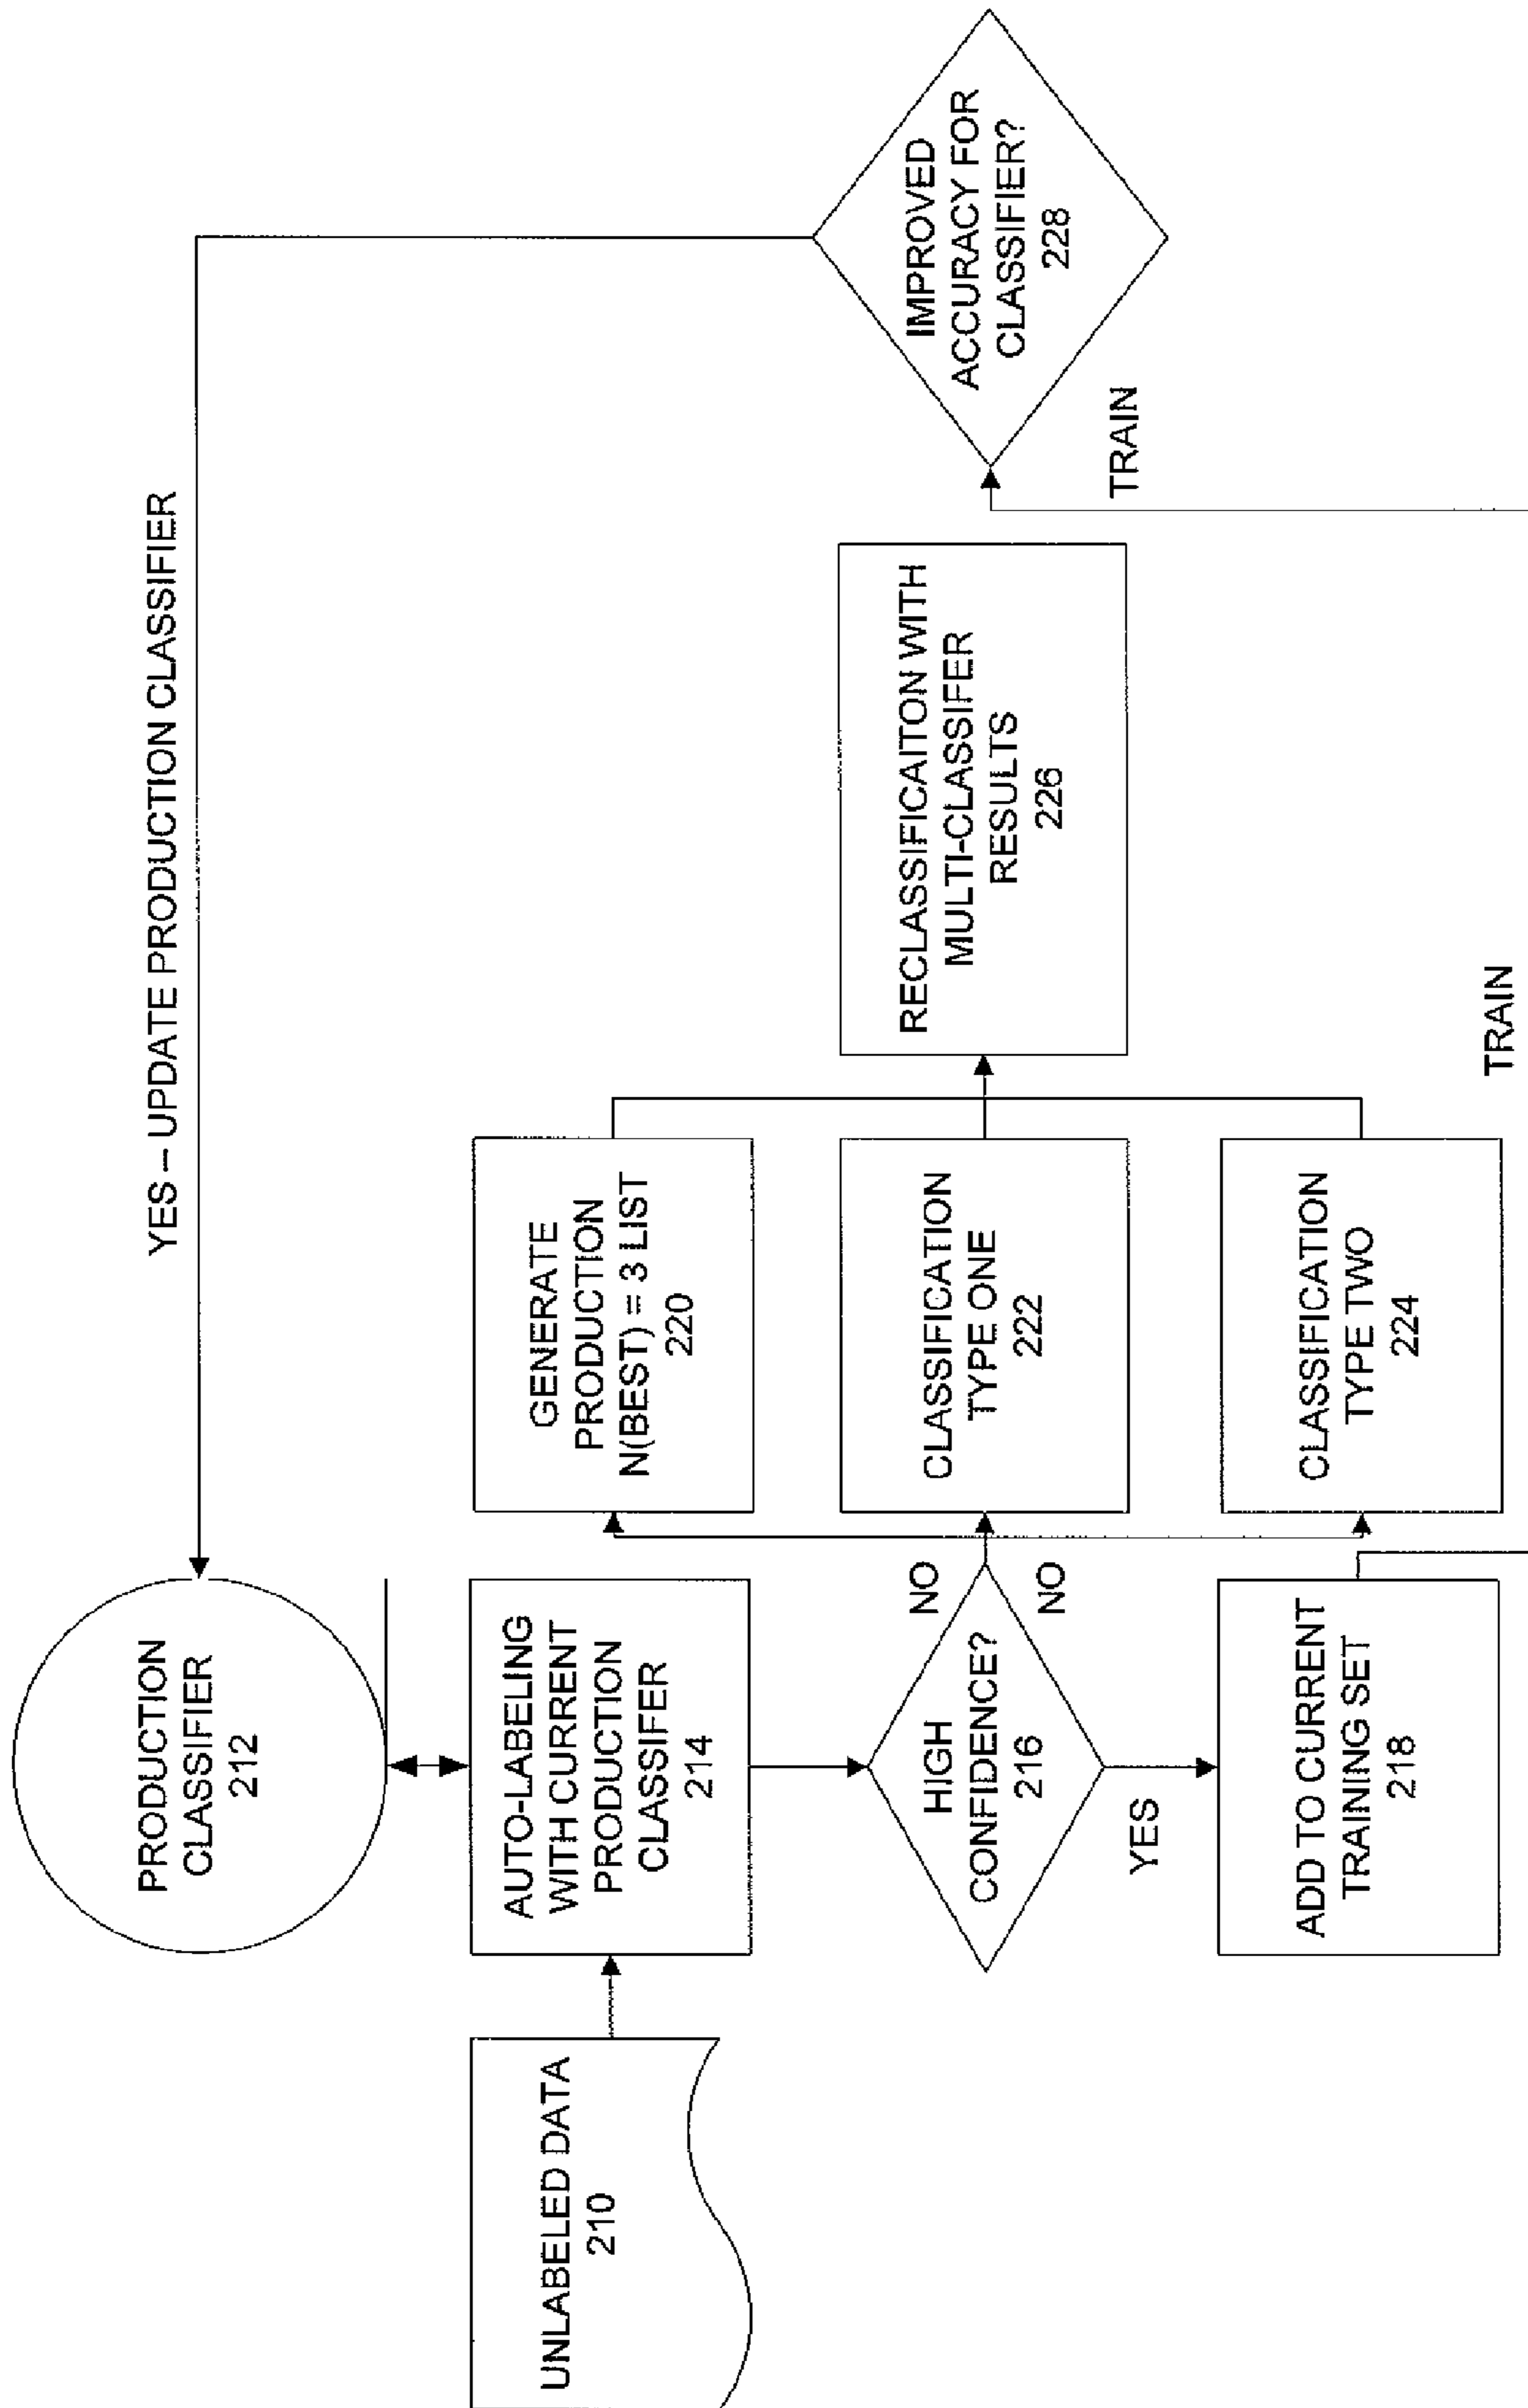 YES – UPDATE PRODUCTION CLASSIFIER
PRODUCTION
CLASSIFIER
212
UNLABELED DATA
210
AUTO-LABELING
WITH CURRENT
PRODUCTION
CLASSIFER
214
GENERATE
PRODUCTION
N(BEST) = 3 LIST
220
HIGH
CONFIDENCE?
216
NO
NO
YES
CLASSIFICATION
TYPE ONE
222
RECLASSIFICAITON WITH
MULTI-CLASSIFER
RESULTS
226
IMPROVED
ACCURACY FOR
CLASSIFIER?
228
TRAIN
ADD TO CURRENT
TRAINING SET
218
CLASSIFICATION
TYPE TWO
224
TRAIN